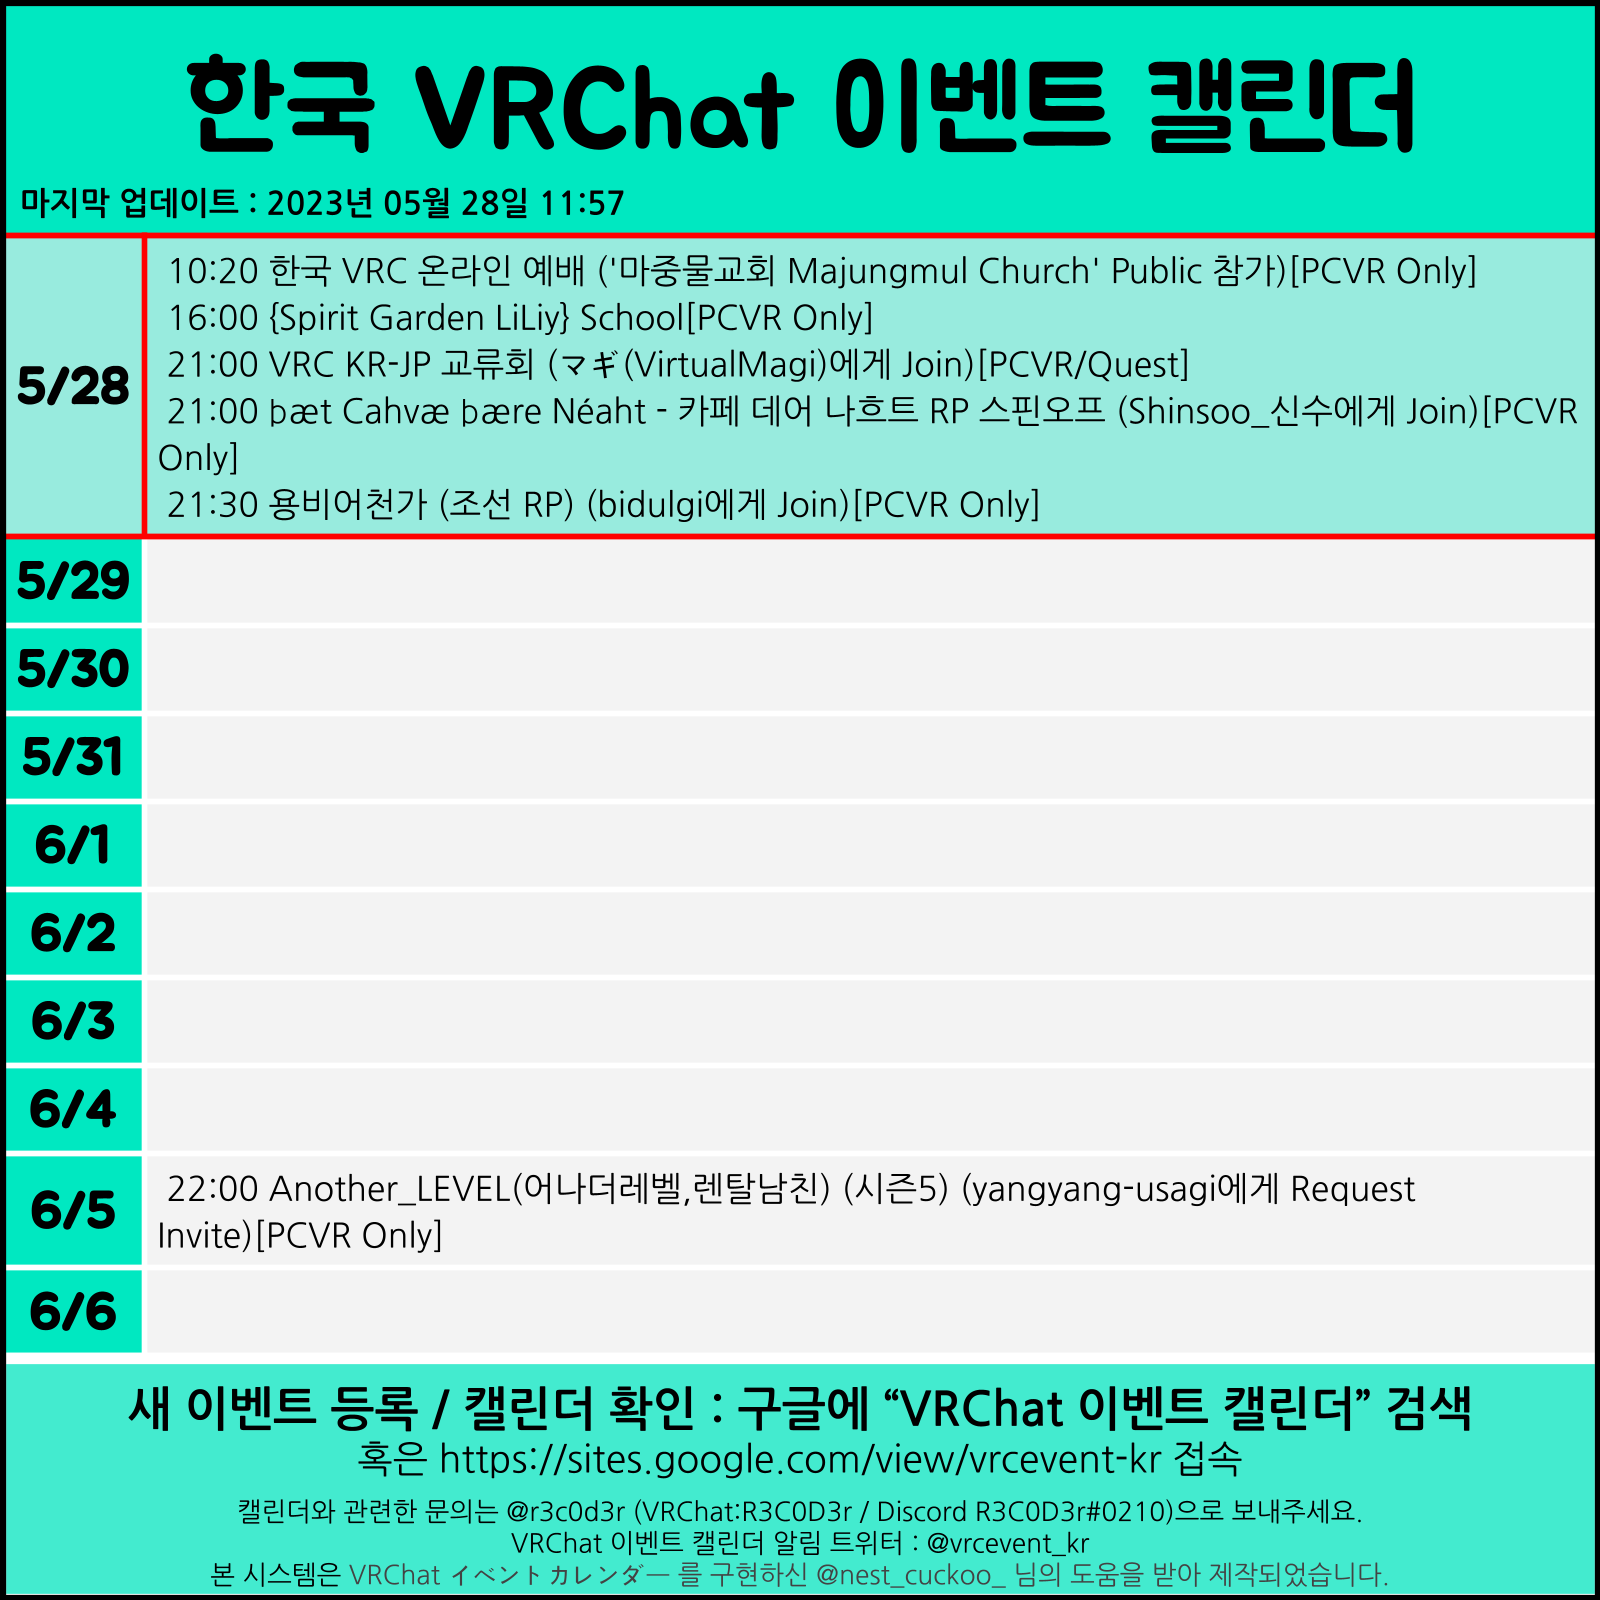 한국 VRChat 이벤트 캘린더
마지막 업데이트 : 2023년 05월 28일 11:57
5/28
10:20 한국 VRC 온라인 예배 ('마중물교회 Majungmul Church' Public 참가)[PCVR Only]
16:00 {Spirit Garden LiLiy} School[PCVR Only]
21:00 VRC KR-JP 교류회 (マギ(VirtualMagi)에게 Join)[PCVR/Quest]
21:00 þæt Cahvæ þære Néaht - 카페 데어 나흐트 RP 스핀오프 (Shinsoo_신수에게 Join)[PCVR
Only]
21:30 용비어천가 (조선 RP) (bidulgi에게 Join)[PCVR Only]
5/29
5/30
5/31
6/1
6/2
6/3
6/4
6/5
22:00 Another_LEVEL(어나더레벨,렌탈남친) (시즌5) (yangyang-usagi에게 Request
Invite)[PCVR Only]
6/6
새 이벤트 등록 / 캘린더 확인 : 구글에 “VRChat 이벤트 캘린더” 검색
혹은 https://sites.google.com/view/vrcevent-kr 접속
캘린더와 관련한 문의는 @r3c0d3r (VRChat:R3C0D3r / Discord R3C0D3r#0210)으로 보내주세요.
VRChat 이벤트 캘린더 알림 트위터 : @vrcevent_kr
본 시스템은 VRChat イベントカレンダー 를 구현하신 @nest_cuckoo_ 님의 도움을 받아 제작되었습니다.